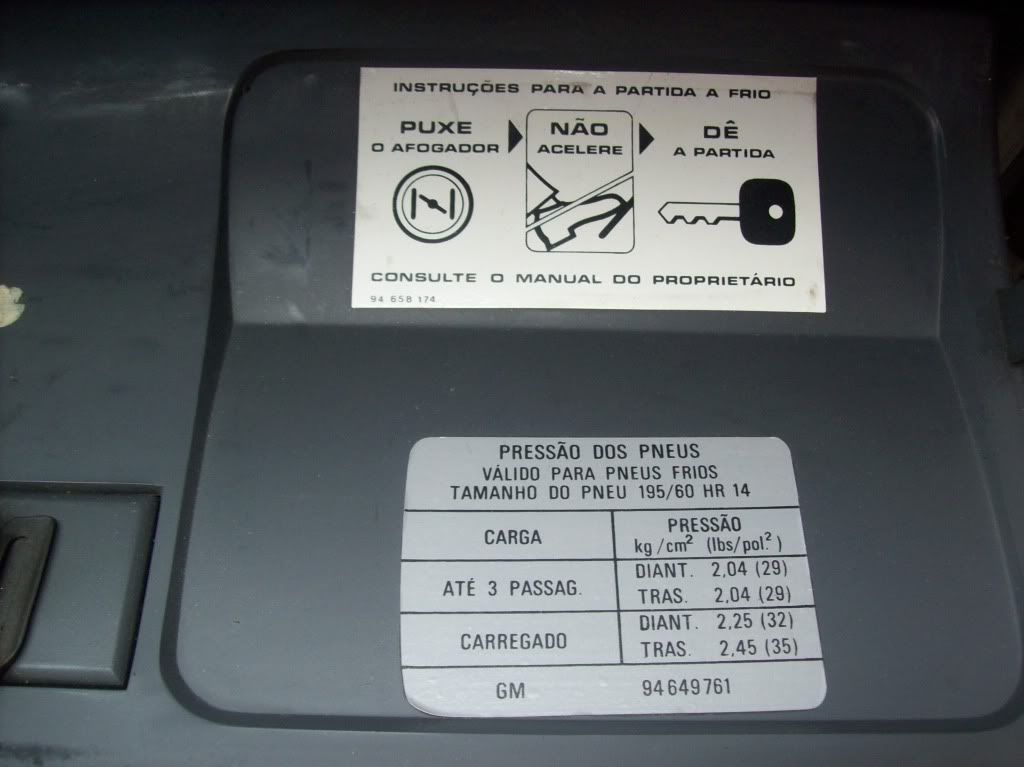 INSTRUÇÕES PARA A PARTIDA A FRIO
PUXE
O AFOGADOR
NÃO
ACELERE
DÊ
A PARTIDA
CONSULTE O MANUAL DO PROPRIETÁRIO
94 658 174
PRESSÃO DOS PNEUS
VÁLIDO PARA PNEUS FRIOS
TAMANHO DO PNEU 195/60 HR 14
CARGA
PRESSÃO
kg/cm² (lbs/pol.²)
ATÉ 3 PASSAG.
DIANT. 2,04 (29)
TRAS. 2,04 (29)
CARREGADO
DIANT. 2,25 (32)
TRAS. 2,45 (35)
GM 94649761